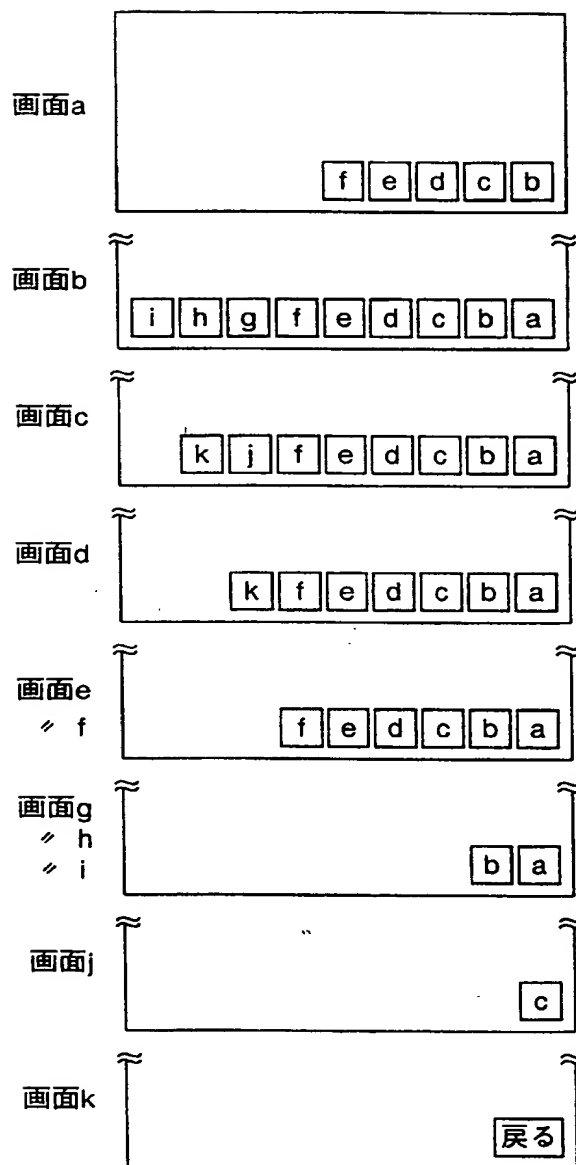 画面a
f e d c b
画面b
i h g f e d c b a
画面c
k j f e d c b a
画面d
k f e d c b a
画面e
〃 f
f e d c b a
画面g
〃 h
〃 i
b a
画面j
c
画面k
戻る